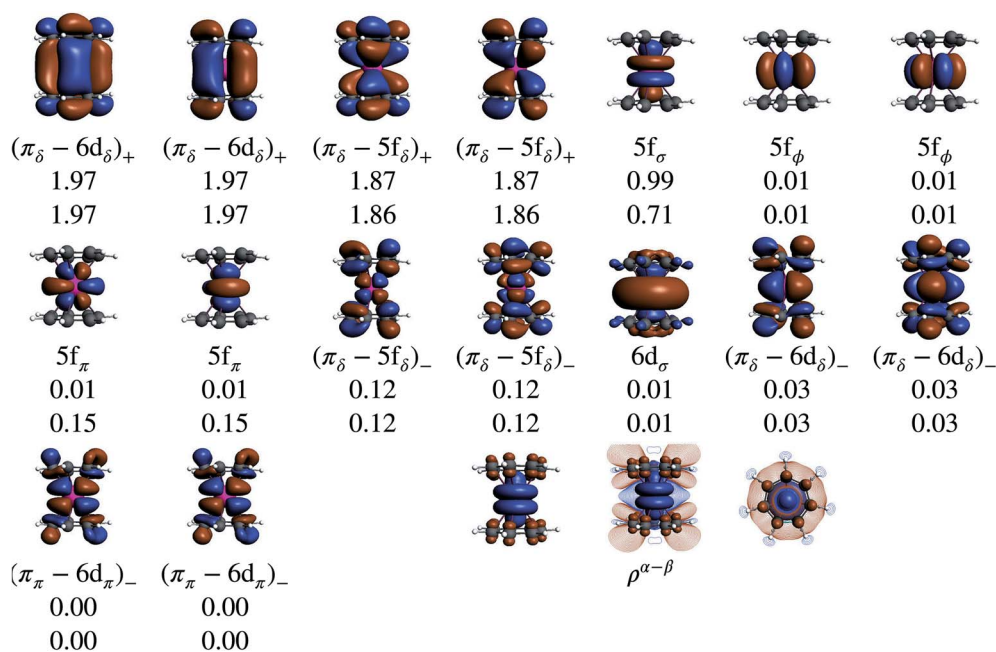 (π_δ − 6d_δ)₊ (π_δ − 6d_δ)₊ (π_δ − 5f_δ)₊ (π_δ − 5f_δ)₊ 5f_σ 5f_ϕ 5f_ϕ
1.97 1.97 1.87 1.87 0.99 0.01 0.01
1.97 1.97 1.86 1.86 0.71 0.01 0.01
5f_π 5f_π (π_δ − 5f_δ)₋ (π_δ − 5f_δ)₋ 6d_σ (π_δ − 6d_δ)₋ (π_δ − 6d_δ)₋
0.01 0.01 0.12 0.12 0.01 0.03 0.03
0.15 0.15 0.12 0.12 0.01 0.03 0.03
(π_π − 6d_π)₋ (π_π − 6d_π)₋ ρ^{α−β}
0.00 0.00
0.00 0.00